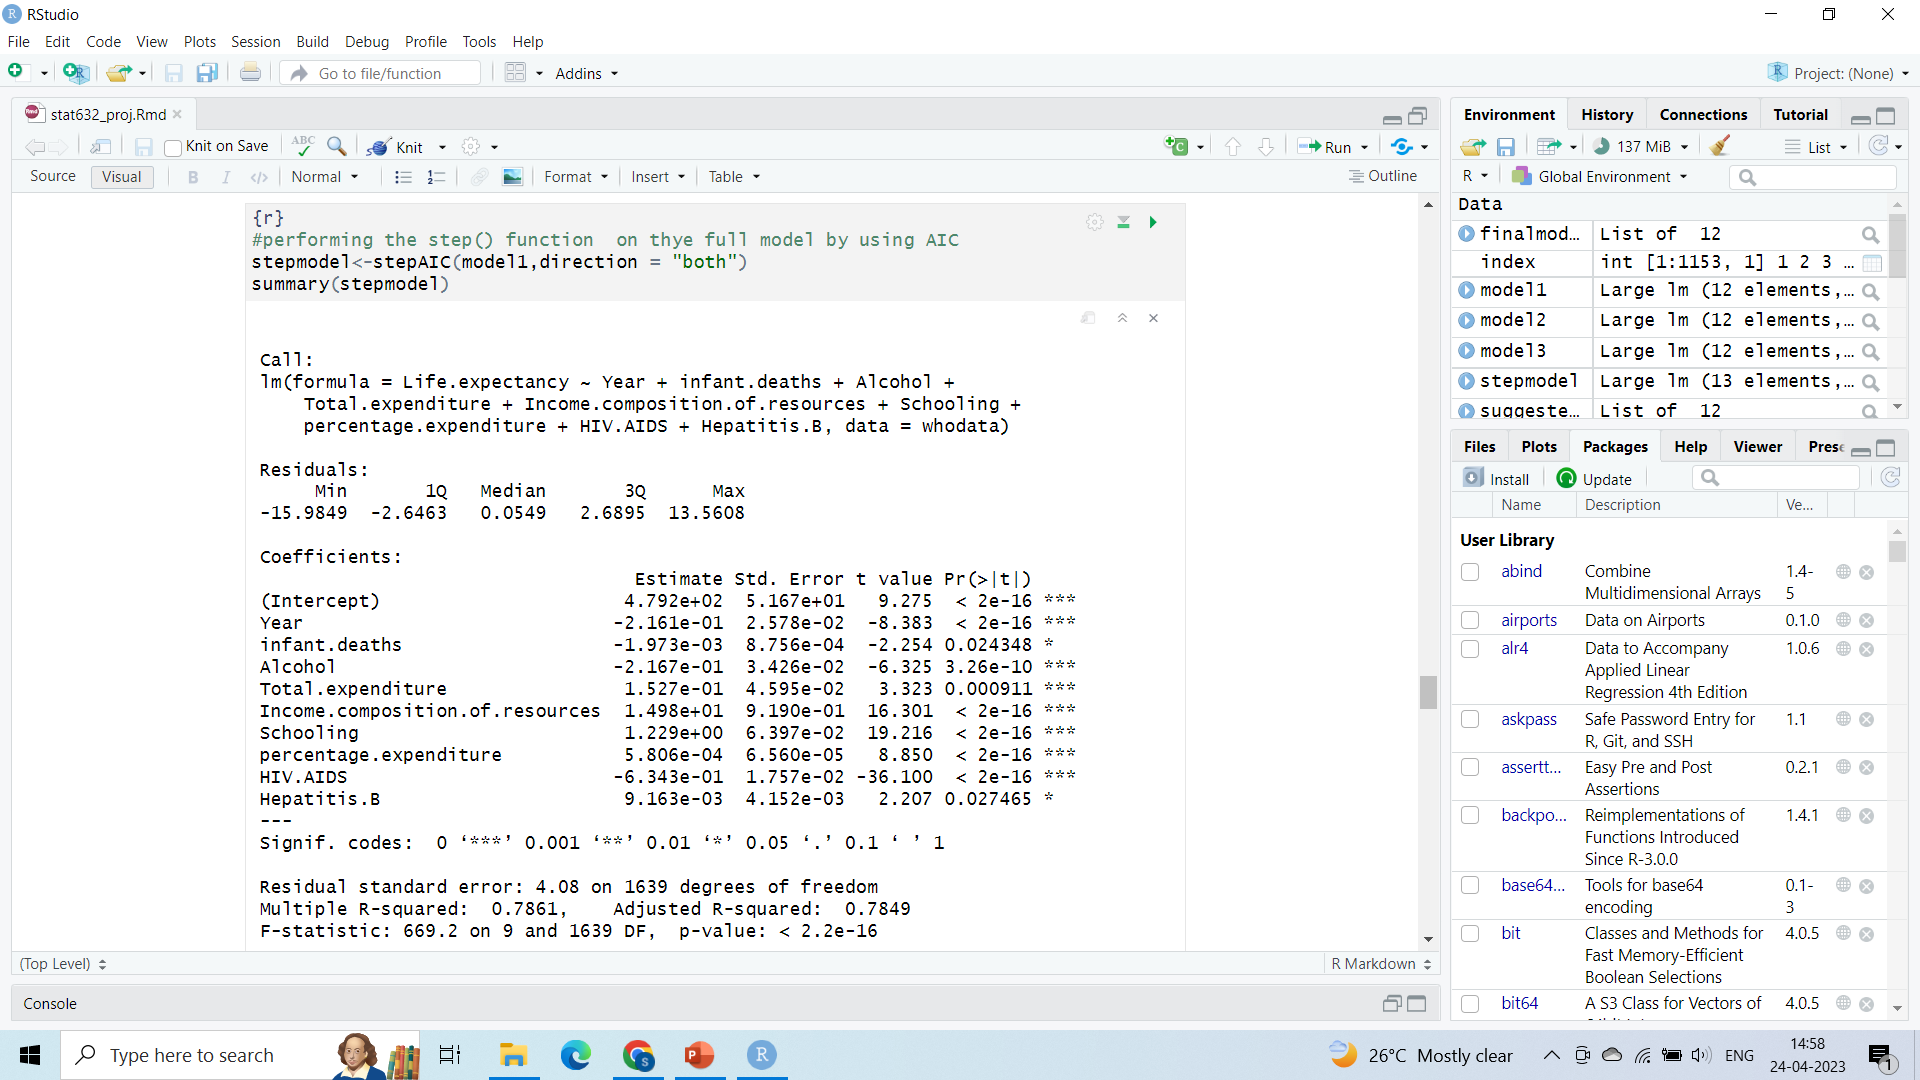 RStudio
File Edit Code View Plots Session Build Debug Profile Tools Help
Go to file/function Addins Project: (None)
stat632_proj.Rmd
Knit on Save ABC Knit Run
Source Visual B I </> Normal Format Insert Table Outline
{r}
#performing the step() function  on thye full model by using AIC
stepmodel<-stepAIC(model1,direction = "both")
summary(stepmodel)
Call:
lm(formula = Life.expectancy ~ Year + infant.deaths + Alcohol +
    Total.expenditure + Income.composition.of.resources + Schooling +
    percentage.expenditure + HIV.AIDS + Hepatitis.B, data = whodata)
Residuals:
     Min       1Q   Median       3Q      Max
-15.9849  -2.6463   0.0549   2.6895  13.5608
Coefficients:
                                  Estimate Std. Error t value Pr(>|t|)
(Intercept)                      4.792e+02  5.167e+01   9.275  < 2e-16 ***
Year                            -2.161e-01  2.578e-02  -8.383  < 2e-16 ***
infant.deaths                   -1.973e-03  8.756e-04  -2.254 0.024348 *
Alcohol                         -2.167e-01  3.426e-02  -6.325 3.26e-10 ***
Total.expenditure                1.527e-01  4.595e-02   3.323 0.000911 ***
Income.composition.of.resources  1.498e+01  9.190e-01  16.301  < 2e-16 ***
Schooling                        1.229e+00  6.397e-02  19.216  < 2e-16 ***
percentage.expenditure           5.806e-04  6.560e-05   8.850  < 2e-16 ***
HIV.AIDS                        -6.343e-01  1.757e-02 -36.100  < 2e-16 ***
Hepatitis.B                      9.163e-03  4.152e-03   2.207 0.027465 *
---
Signif. codes:  0 ‘***’ 0.001 ‘**’ 0.01 ‘*’ 0.05 ‘.’ 0.1 ‘ ’ 1
Residual standard error: 4.08 on 1639 degrees of freedom
Multiple R-squared:  0.7861,    Adjusted R-squared:  0.7849
F-statistic: 669.2 on 9 and 1639 DF,  p-value: < 2.2e-16
(Top Level) R Markdown
Console
Environment History Connections Tutorial
137 MiB List
R Global Environment
Data
finalmod... List of  12
index int [1:1153, 1] 1 2 3 ...
model1 Large lm (12 elements,...
model2 Large lm (12 elements,...
model3 Large lm (12 elements,...
stepmodel Large lm (13 elements,...
suggeste... List of  12
Files Plots Packages Help Viewer Prese
Install Update
Name Description Ve...
User Library
abind Combine 1.4-
Multidimensional Arrays 5
airports Data on Airports 0.1.0
alr4 Data to Accompany 1.0.6
Applied Linear
Regression 4th Edition
askpass Safe Password Entry for 1.1
R, Git, and SSH
assertt... Easy Pre and Post 0.2.1
Assertions
backpo... Reimplementations of 1.4.1
Functions Introduced
Since R-3.0.0
base64... Tools for base64 0.1-
encoding 3
bit Classes and Methods for 4.0.5
Fast Memory-Efficient
Boolean Selections
bit64 A S3 Class for Vectors of 4.0.5
Type here to search
26°C Mostly clear ENG 14:58
24-04-2023 1